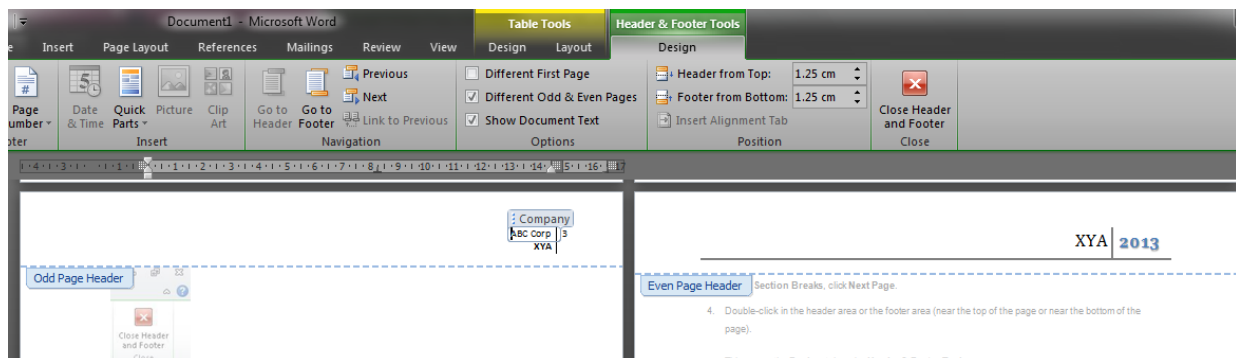 Document1 - Microsoft Word
Table Tools
Header & Footer Tools
Insert Page Layout References Mailings Review View Design Layout Design
Page
Date & Time
Quick Parts
Picture
Clip Art
Go to Header
Go to Footer
Previous
Next
Link to Previous
Different First Page
Different Odd & Even Pages
Show Document Text
Header from Top: 1.25 cm
Footer from Bottom: 1.25 cm
Insert Alignment Tab
Close Header and Footer
Insert Navigation Options Position Close
Company
ABC Corp 3
XYA
XYA 2013
Odd Page Header
Close Header
and Footer
Even Page Header Section Breaks, click Next Page.
4. Double-click in the header area or the footer area (near the top of the page or near the bottom of the
page).